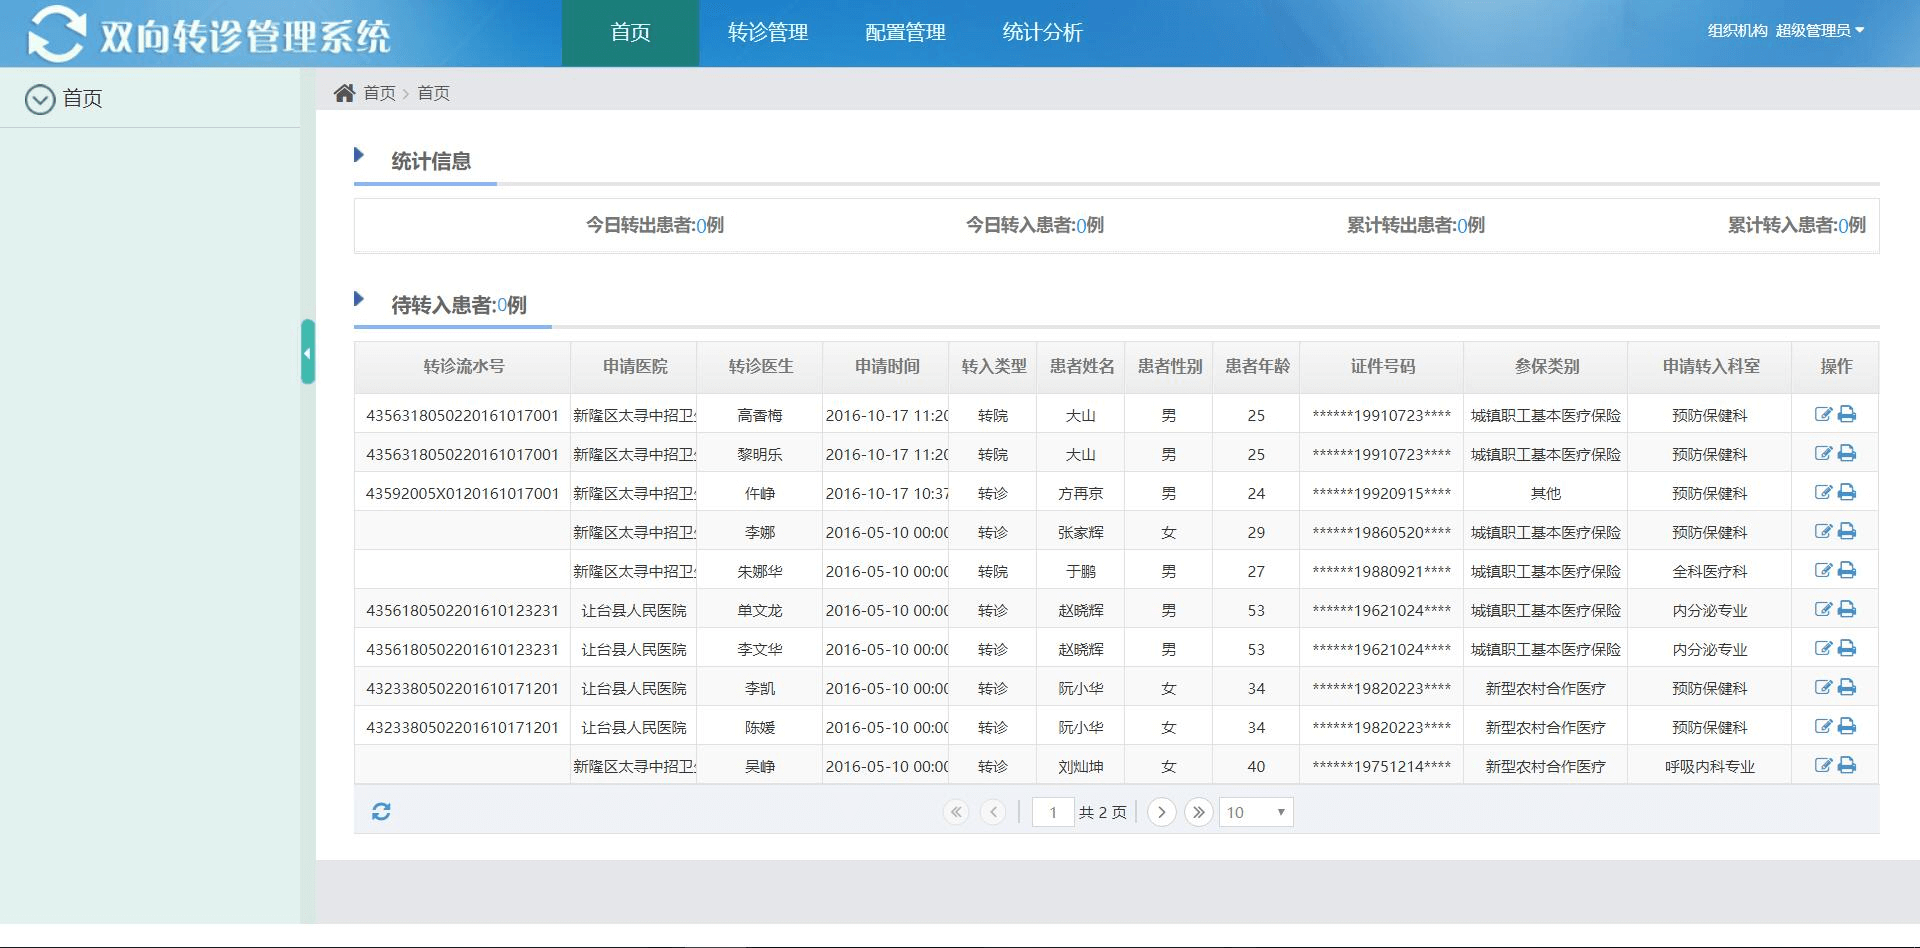 双向转诊管理系统 首页 转诊管理 配置管理 统计分析 组织机构 超级管理员
首页
首页 > 首页
统计信息
今日转出患者:0例 今日转入患者:0例 累计转出患者:0例 累计转入患者:0例
待转入患者:0例
转诊流水号 申请医院 转诊医生 申请时间 转入类型 患者姓名 患者性别 患者年龄 证件号码 参保类别 申请转入科室 操作
4356318050220161017001 新隆区太寻中招卫 高香梅 2016-10-17 11:20 转院 大山 男 25 ******19910723**** 城镇职工基本医疗保险 预防保健科
4356318050220161017001 新隆区太寻中招卫 黎明乐 2016-10-17 11:20 转院 大山 男 25 ******19910723**** 城镇职工基本医疗保险 预防保健科
43592005X0120161017001 新隆区太寻中招卫 仵峥 2016-10-17 10:37 转诊 方再京 男 24 ******19920915**** 其他 预防保健科
新隆区太寻中招卫 李娜 2016-05-10 00:00 转诊 张家辉 女 29 ******19860520**** 城镇职工基本医疗保险 预防保健科
新隆区太寻中招卫 朱娜华 2016-05-10 00:00 转院 于鹏 男 27 ******19880921**** 城镇职工基本医疗保险 全科医疗科
4356180502201610123231 让台县人民医院 单文龙 2016-05-10 00:00 转诊 赵晓辉 男 53 ******19621024**** 城镇职工基本医疗保险 内分泌专业
4356180502201610123231 让台县人民医院 李文华 2016-05-10 00:00 转诊 赵晓辉 男 53 ******19621024**** 城镇职工基本医疗保险 内分泌专业
4323380502201610171201 让台县人民医院 李凯 2016-05-10 00:00 转诊 阮小华 女 34 ******19820223**** 新型农村合作医疗 预防保健科
4323380502201610171201 让台县人民医院 陈媛 2016-05-10 00:00 转诊 阮小华 女 34 ******19820223**** 新型农村合作医疗 预防保健科
新隆区太寻中招卫 吴峥 2016-05-10 00:00 转诊 刘灿坤 女 40 ******19751214**** 新型农村合作医疗 呼吸内科专业
1 共 2 页 10